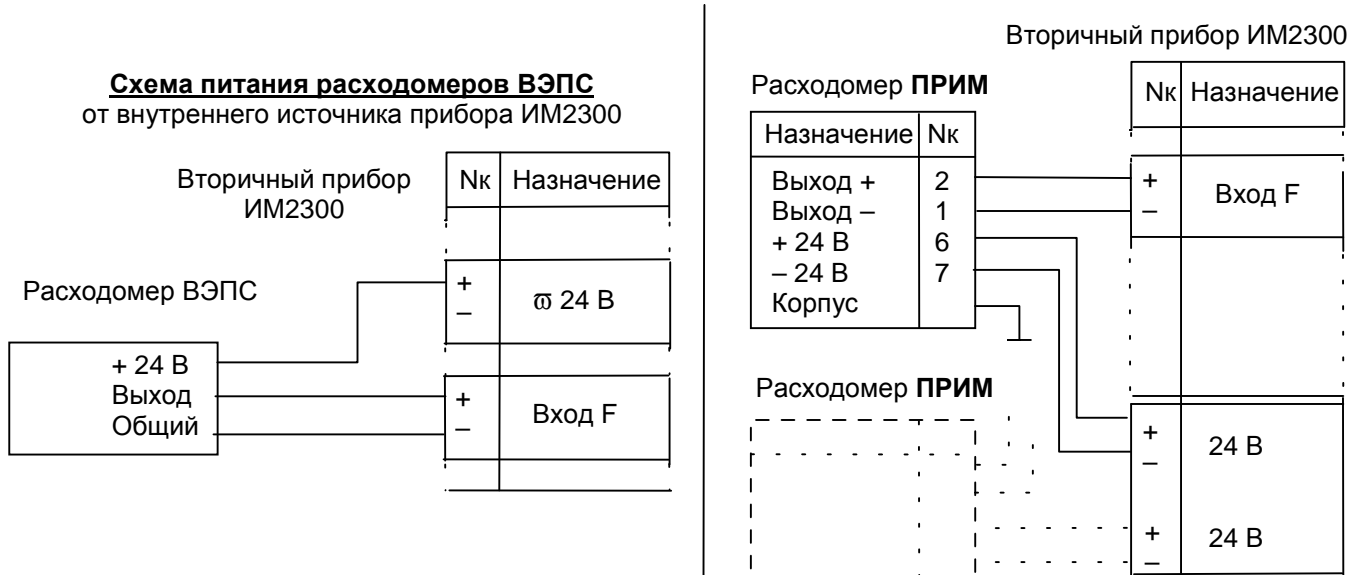 Схема питания расходомеров ВЭПС
от внутреннего источника прибора ИМ2300
Вторичный прибор
ИМ2300
Nк Назначение
+
–
ϖ 24 В
Расходомер ВЭПС
+ 24 В
Выход
Общий
+
–
Вход F
Вторичный прибор ИМ2300
Расходомер ПРИМ
Назначение Nк
Выход + 2
Выход – 1
+ 24 В 6
– 24 В 7
Корпус
Nк Назначение
+
–
Вход F
Расходомер ПРИМ
+
–
24 В
+
–
24 В